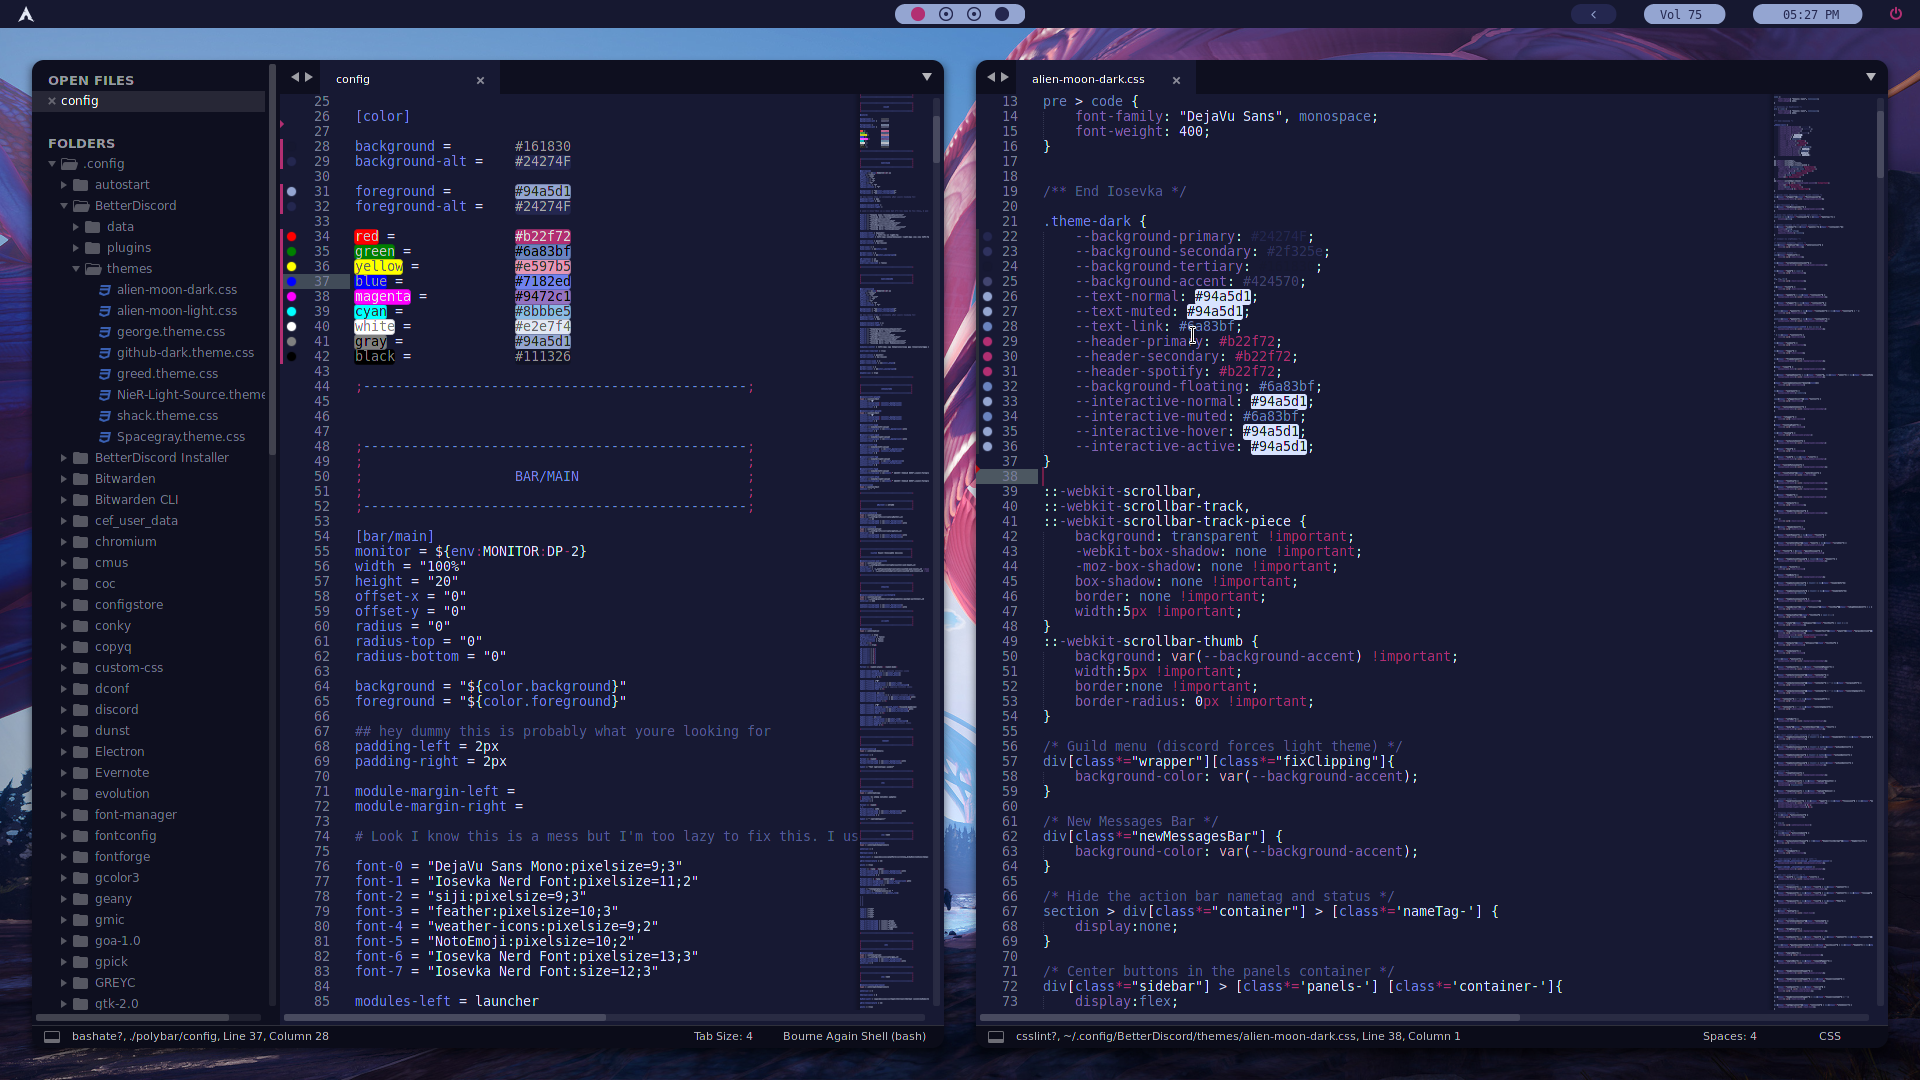 Vol 75
05:27 PM
OPEN FILES
config
FOLDERS
.config
autostart
BetterDiscord
data
plugins
themes
alien-moon-dark.css
alien-moon-light.css
george.theme.css
github-dark.theme.css
greed.theme.css
NieR-Light-Source.theme
shack.theme.css
Spacegray.theme.css
BetterDiscord Installer
Bitwarden
Bitwarden CLI
cef_user_data
chromium
cmus
coc
configstore
conky
copyq
custom-css
dconf
discord
dunst
Electron
Evernote
evolution
font-manager
fontconfig
fontforge
gcolor3
geany
gmic
goa-1.0
gpick
GREYC
gtk-2.0
config
25
26 [color]
27
28 background = #161830
29 background-alt = #24274F
30
31 foreground = #94a5d1
32 foreground-alt = #24274F
33
34 red = #b22f72
35 green = #6a83bf
36 yellow = #e597b5
37 blue = #7182ed
38 magenta = #9472c1
39 cyan = #8bbbe5
40 white = #e2e7f4
41 gray = #94a5d1
42 black = #111326
43
44 ;------------------------------------------------;
45
46
47
48 ;------------------------------------------------;
49 ; ;
50 ; BAR/MAIN ;
51 ; ;
52 ;------------------------------------------------;
53
54 [bar/main]
55 monitor = ${env:MONITOR:DP-2}
56 width = "100%"
57 height = "20"
58 offset-x = "0"
59 offset-y = "0"
60 radius = "0"
61 radius-top = "0"
62 radius-bottom = "0"
63
64 background = "${color.background}"
65 foreground = "${color.foreground}"
66
67 ## hey dummy this is probably what youre looking for
68 padding-left = 2px
69 padding-right = 2px
70
71 module-margin-left =
72 module-margin-right =
73
74 # Look I know this is a mess but I'm too lazy to fix this. I us
75
76 font-0 = "DejaVu Sans Mono:pixelsize=9;3"
77 font-1 = "Iosevka Nerd Font:pixelsize=11;2"
78 font-2 = "siji:pixelsize=9;3"
79 font-3 = "feather:pixelsize=10;3"
80 font-4 = "weather-icons:pixelsize=9;2"
81 font-5 = "NotoEmoji:pixelsize=10;2"
82 font-6 = "Iosevka Nerd Font:pixelsize=13;3"
83 font-7 = "Iosevka Nerd Font:size=12;3"
84
85 modules-left = launcher
bashate?, ./polybar/config, Line 37, Column 28
Tab Size: 4
Bourne Again Shell (bash)
alien-moon-dark.css
13 pre > code {
14 font-family: "DejaVu Sans", monospace;
15 font-weight: 400;
16 }
17
18
19 /** End Iosevka */
20
21 .theme-dark {
22 --background-primary: #24274F;
23 --background-secondary: #2f325e;
24 --background-tertiary: ;
25 --background-accent: #424570;
26 --text-normal: #94a5d1;
27 --text-muted: #94a5d1;
28 --text-link: #6a83bf;
29 --header-primary: #b22f72;
30 --header-secondary: #b22f72;
31 --header-spotify: #b22f72;
32 --background-floating: #6a83bf;
33 --interactive-normal: #94a5d1;
34 --interactive-muted: #6a83bf;
35 --interactive-hover: #94a5d1;
36 --interactive-active: #94a5d1;
37 }
38
39 ::-webkit-scrollbar,
40 ::-webkit-scrollbar-track,
41 ::-webkit-scrollbar-track-piece {
42 background: transparent !important;
43 -webkit-box-shadow: none !important;
44 -moz-box-shadow: none !important;
45 box-shadow: none !important;
46 border: none !important;
47 width:5px !important;
48 }
49 ::-webkit-scrollbar-thumb {
50 background: var(--background-accent) !important;
51 width:5px !important;
52 border:none !important;
53 border-radius: 0px !important;
54 }
55
56 /* Guild menu (discord forces light theme) */
57 div[class*="wrapper"][class*="fixClipping"]{
58 background-color: var(--background-accent);
59 }
60
61 /* New Messages Bar */
62 div[class*="newMessagesBar"] {
63 background-color: var(--background-accent);
64 }
65
66 /* Hide the action bar nametag and status */
67 section > div[class*="container"] > [class*='nameTag-'] {
68 display:none;
69 }
70
71 /* Center buttons in the panels container */
72 div[class*="sidebar"] > [class*='panels-'] [class*='container-']{
73 display:flex;
csslint?, ~/.config/BetterDiscord/themes/alien-moon-dark.css, Line 38, Column 1
Spaces: 4
CSS